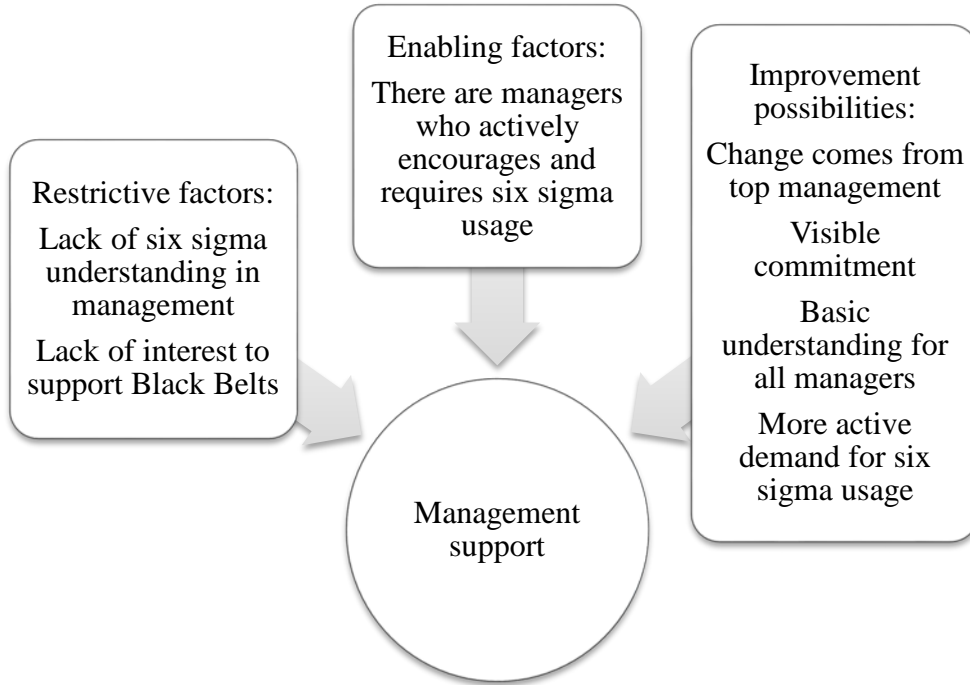 Restrictive factors:
Lack of six sigma
understanding in
management
Lack of interest to
support Black Belts
Enabling factors:
There are managers
who actively
encourages and
requires six sigma
usage
Improvement
possibilities:
Change comes from
top management
Visible
commitment
Basic
understanding for
all managers
More active
demand for six
sigma usage
Management
support